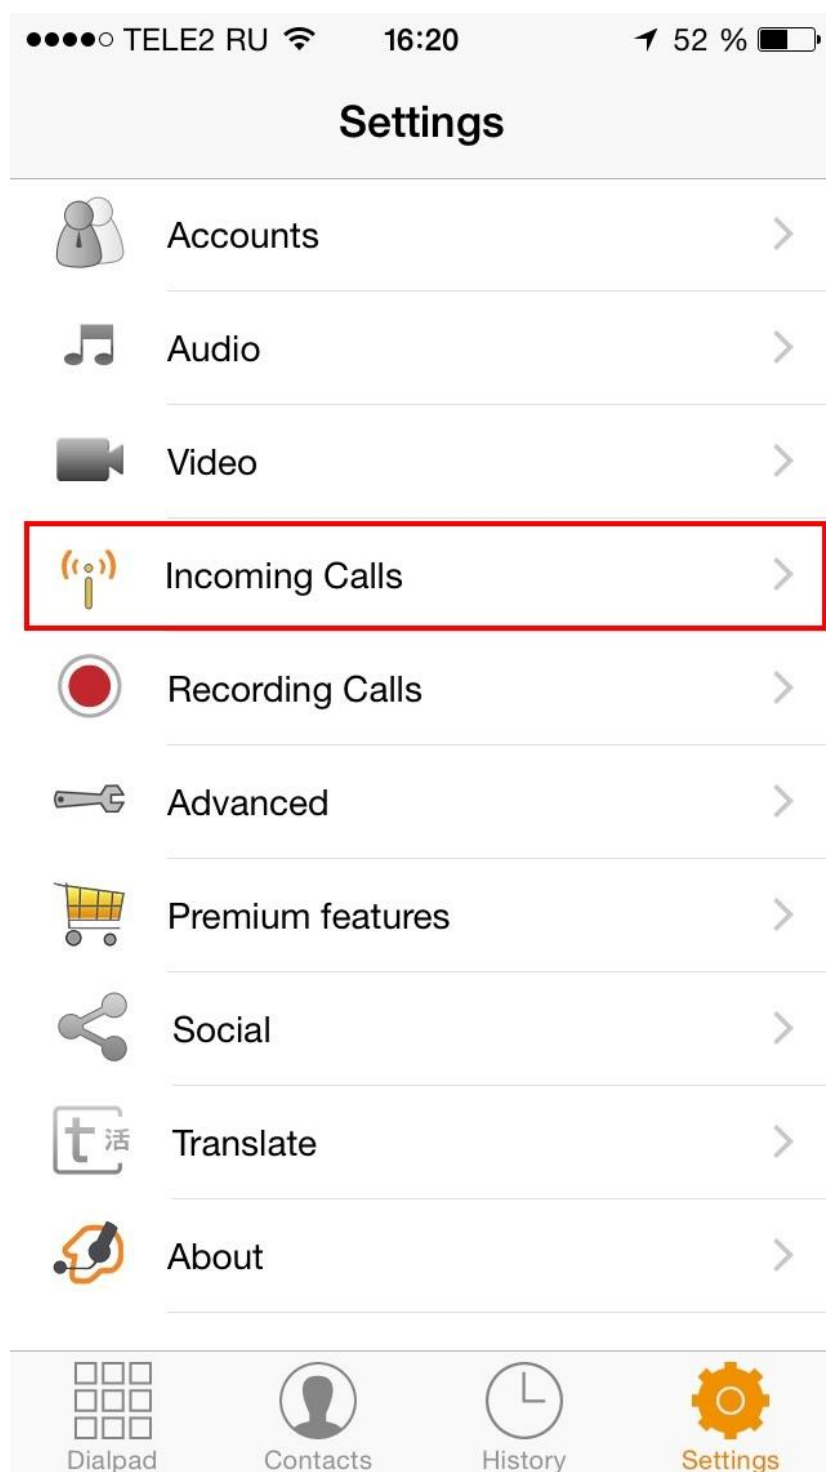 TELE2 RU 16:20 52 %
Settings
Accounts
Audio
Video
Incoming Calls
Recording Calls
Advanced
Premium features
Social
t活 Translate
About
Dialpad Contacts History Settings